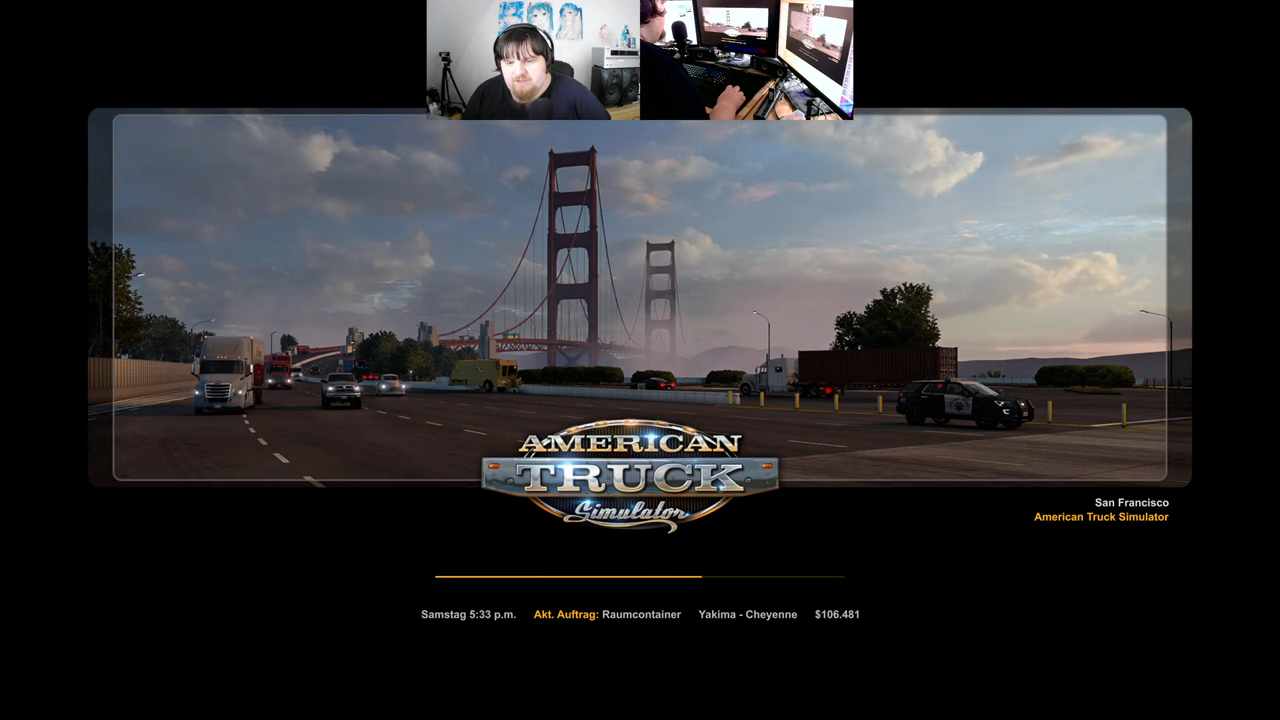 AMERICAN
TRUCK
Simulator
San Francisco
American Truck Simulator
Samstag 5:33 p.m. Akt. Auftrag: Raumcontainer Yakima - Cheyenne $106.481